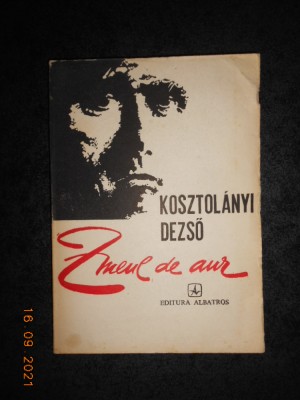 KOSZTOLÁNYI
DEZSŐ
Zmeul de aur
EDITURA ALBATROS
16.09.2021